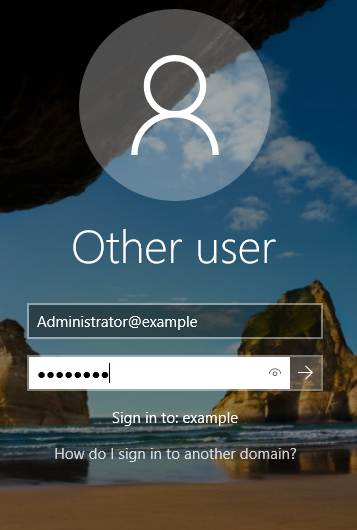 Other user
Administrator@example
••••••••
Sign in to: example
How do I sign in to another domain?